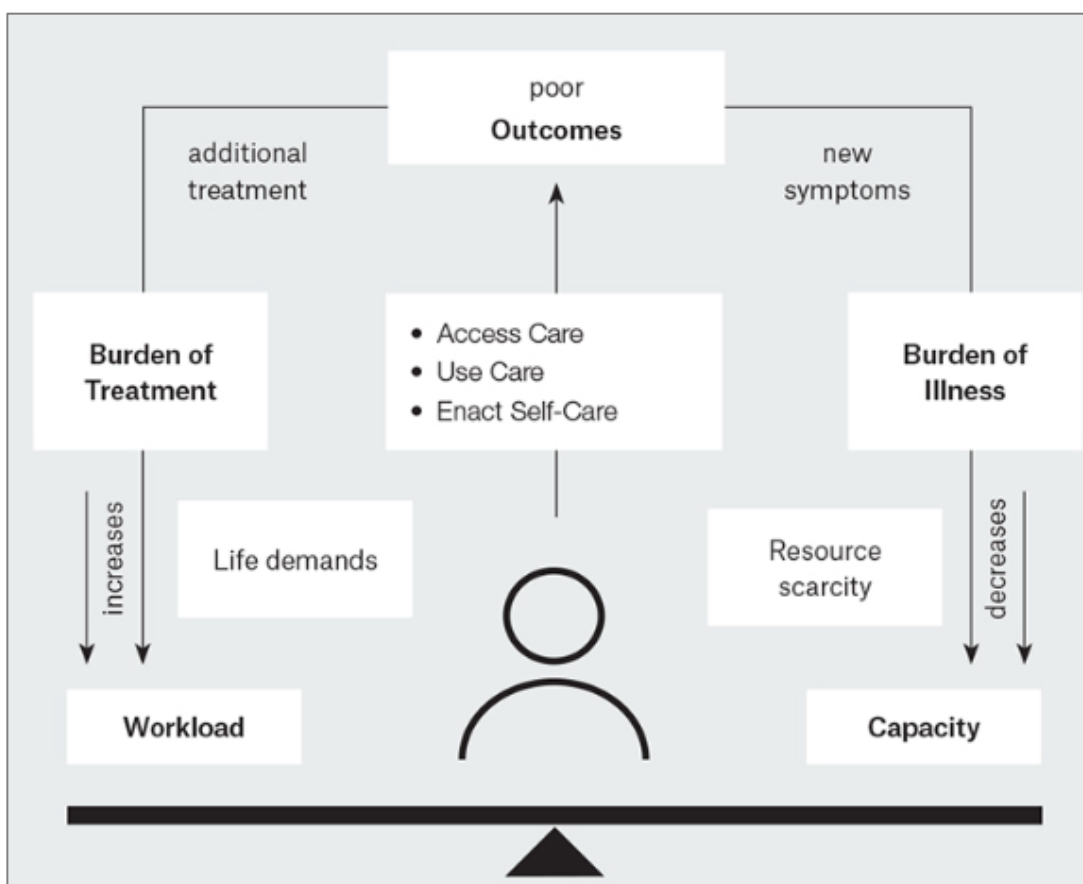 poor
Outcomes
additional
treatment
new
symptoms
Burden of
Treatment
• Access Care
• Use Care
• Enact Self-Care
Burden of
Illness
increases
Life demands
Resource
scarcity
decreases
Workload
Capacity